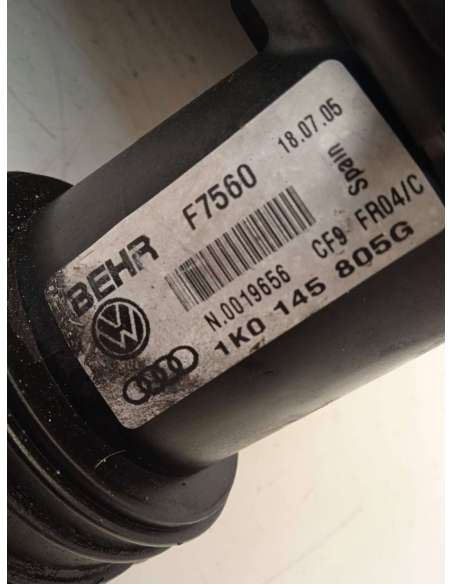 BEHR F7560 18.07.05
Spain
N.0019656 CF9 FR04/C
1K0 145 805G